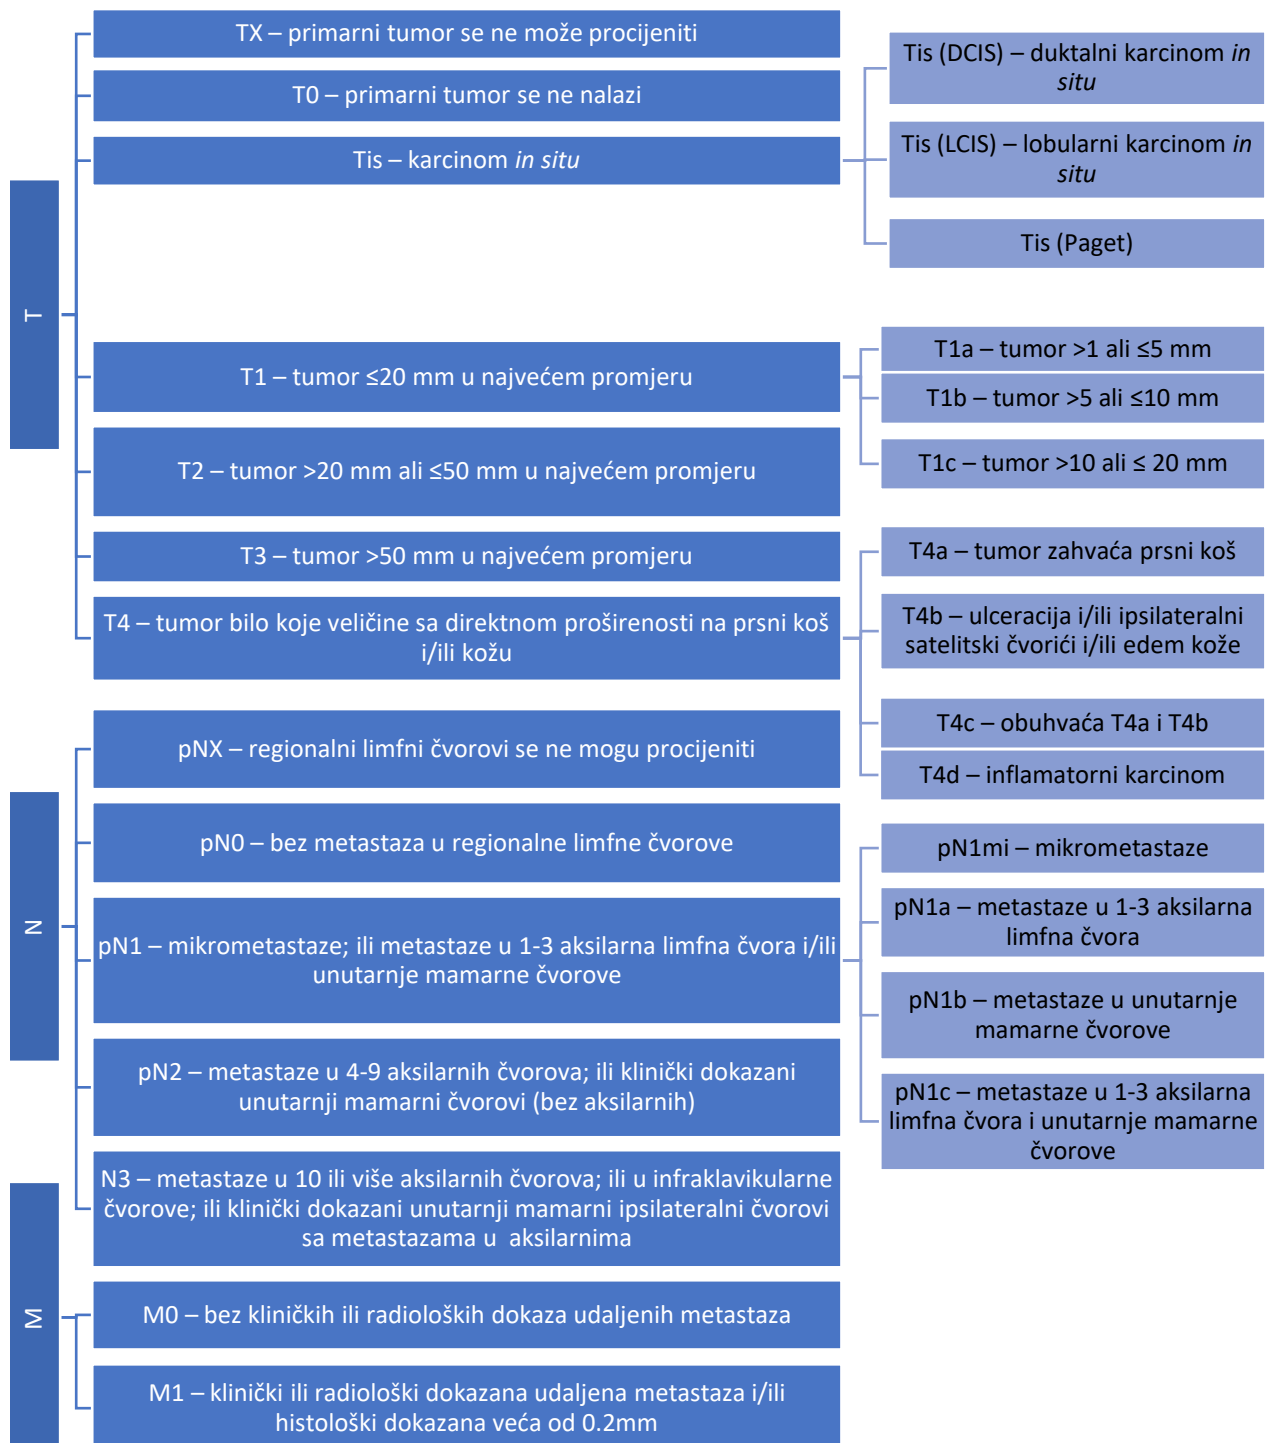 T
TX – primarni tumor se ne može procijeniti
T0 – primarni tumor se ne nalazi
Tis – karcinom in situ
Tis (DCIS) – duktalni karcinom in
situ
Tis (LCIS) – lobularni karcinom in
situ
Tis (Paget)
T1 – tumor ≤20 mm u najvećem promjeru
T1a – tumor >1 ali ≤5 mm
T1b – tumor >5 ali ≤10 mm
T1c – tumor >10 ali ≤ 20 mm
T2 – tumor >20 mm ali ≤50 mm u najvećem promjeru
T3 – tumor >50 mm u najvećem promjeru
T4 – tumor bilo koje veličine sa direktnom proširenosti na prsni koš
i/ili kožu
T4a – tumor zahvaća prsni koš
T4b – ulceracija i/ili ipsilateralni
satelitski čvorići i/ili edem kože
T4c – obuhvaća T4a i T4b
T4d – inflamatorni karcinom
N
pNX – regionalni limfni čvorovi se ne mogu procijeniti
pN0 – bez metastaza u regionalne limfne čvorove
pN1 – mikrometastaze; ili metastaze u 1-3 aksilarna limfna čvora i/ili
unutarnje mamarne čvorove
pN1mi – mikrometastaze
pN1a – metastaze u 1-3 aksilarna
limfna čvora
pN1b – metastaze u unutarnje
mamarne čvorove
pN1c – metastaze u 1-3 aksilarna
limfna čvora i unutarnje mamarne
čvorove
pN2 – metastaze u 4-9 aksilarnih čvorova; ili klinički dokazani
unutarnji mamarni čvorovi (bez aksilarnih)
N3 – metastaze u 10 ili više aksilarnih čvorova; ili u infraklavikularne
čvorove; ili klinički dokazani unutarnji mamarni ipsilateralni čvorovi
sa metastazama u  aksilarnima
M
M0 – bez kliničkih ili radioloških dokaza udaljenih metastaza
M1 – klinički ili radiološki dokazana udaljena metastaza i/ili
histološki dokazana veća od 0.2mm